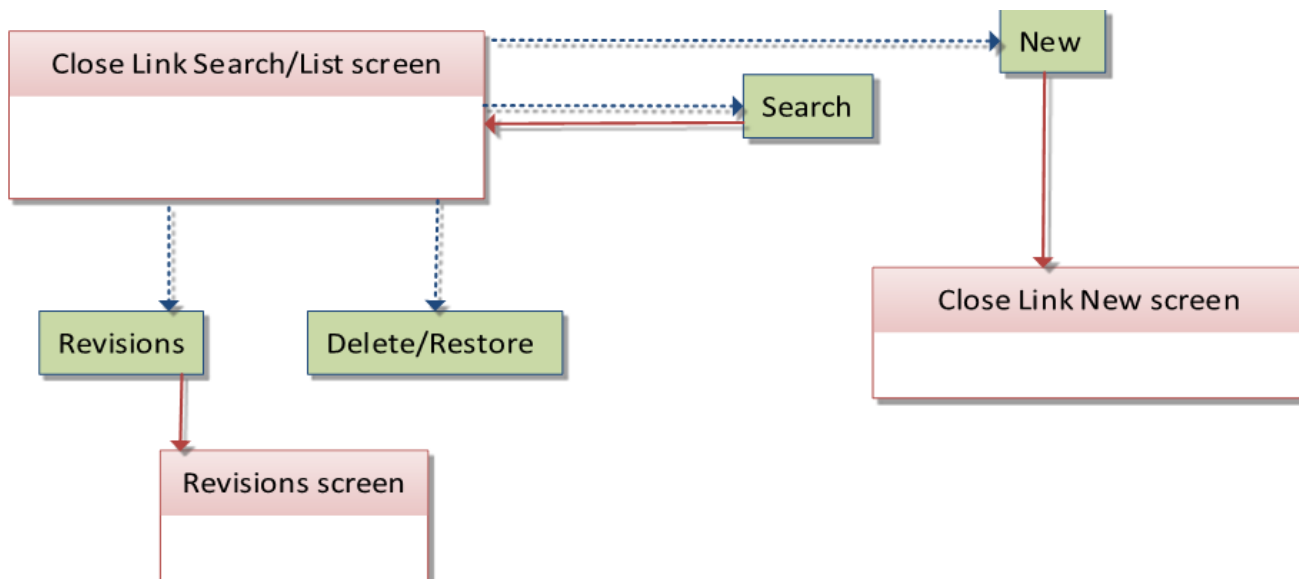 Close Link Search/List screen
New
Search
Close Link New screen
Revisions
Delete/Restore
Revisions screen